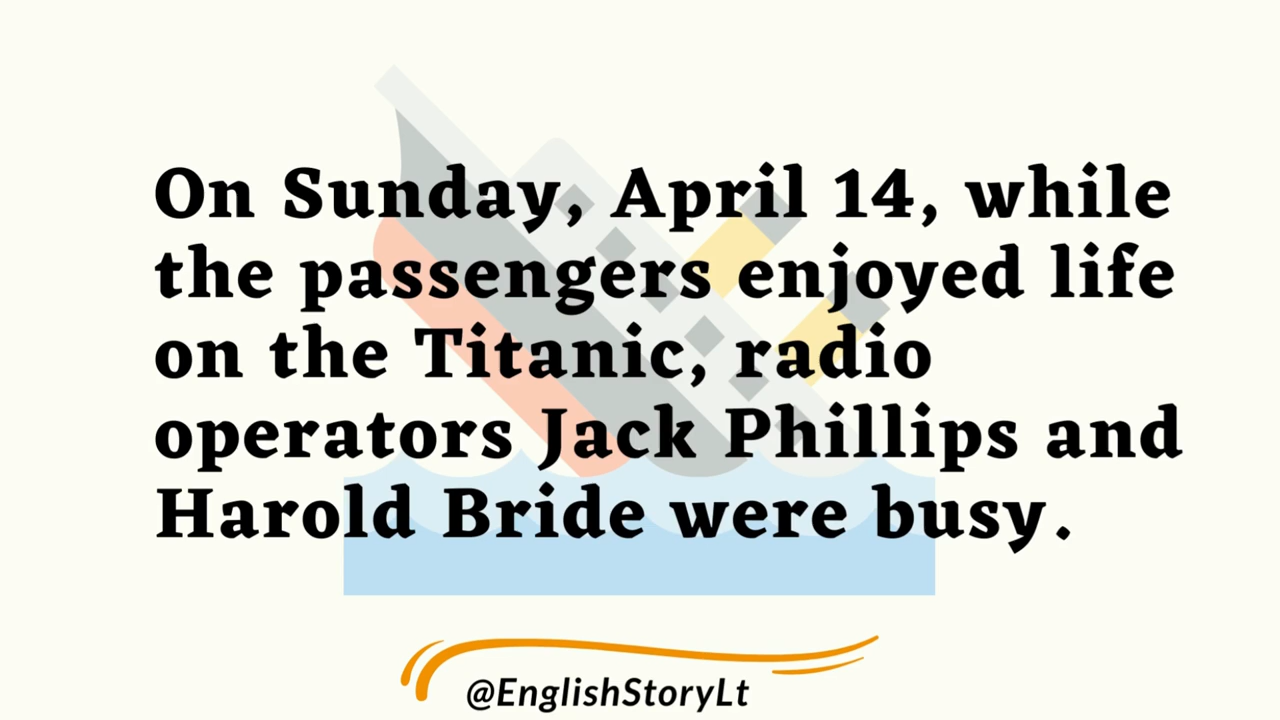 On Sunday, April 14, while
the passengers enjoyed life
on the Titanic, radio
operators Jack Phillips and
Harold Bride were busy.
@EnglishStoryLt